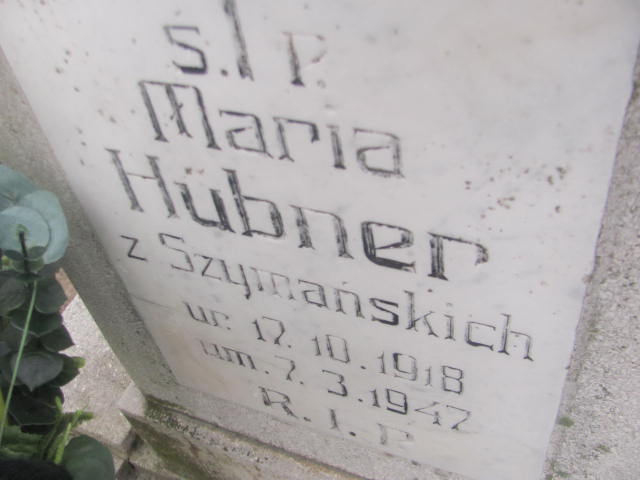 ś. † p.
Maria
Hübner
z Szymańskich
ur. 17.10.1918
um. 7.3.1947
R.I.P